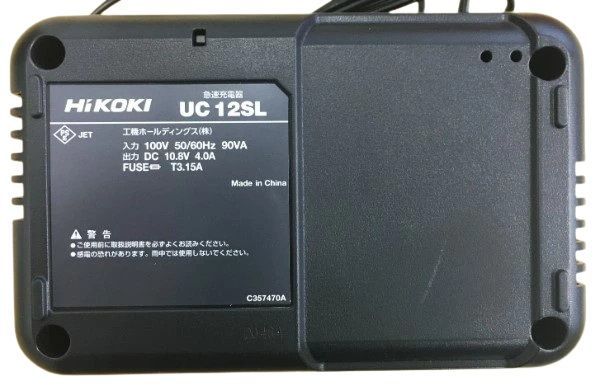 急速充電器
HiKOKI UC 12SL
PSE JET
工機ホールディングス(株)
入力 100V 50/60Hz 90VA
出力 DC 10.8V 4.0A
FUSE T3.15A
Made in China
警告
●ご使用前に取扱説明書を必ずよくお読みください。
●感電の恐れがあります。雨中では使用しないでください。
C357470A